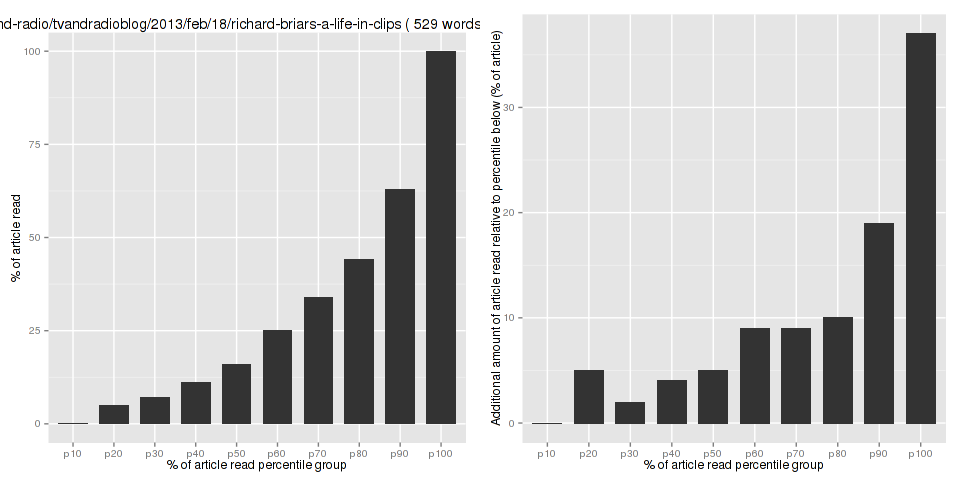 nd-radio/tvandradioblog/2013/feb/18/richard-briars-a-life-in-clips ( 529 words
100
75
50
25
0
% of article read
p10 p20 p30 p40 p50 p60 p70 p80 p90 p100
% of article read percentile group
Additional amount of article read relative to percentile below (% of article)
30
20
10
0
p10 p20 p30 p40 p50 p60 p70 p80 p90 p100
% of article read percentile group